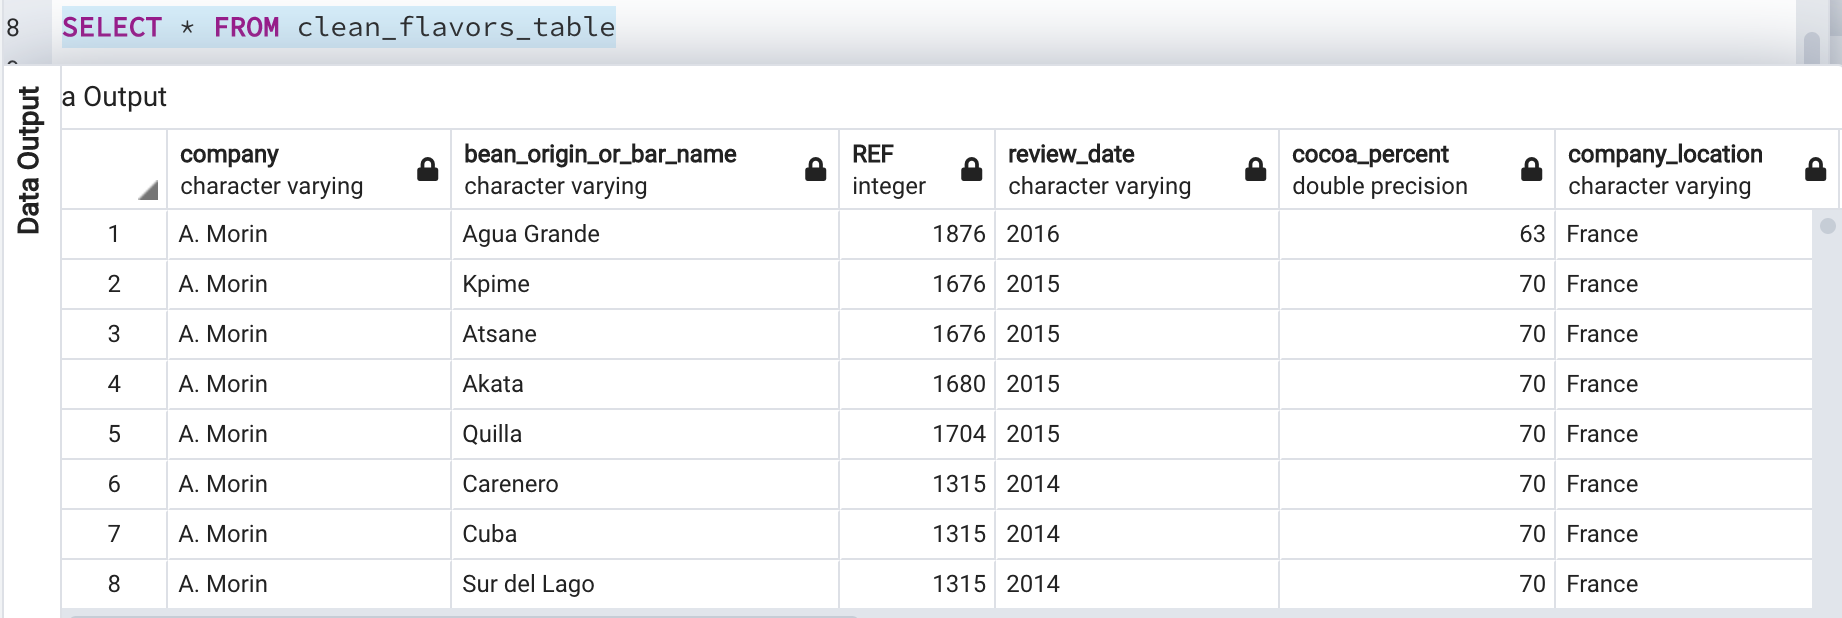 8 SELECT * FROM clean_flavors_table
Data Output
a Output
company bean_origin_or_bar_name REF review_date cocoa_percent company_location
character varying character varying integer character varying double precision character varying
1 A. Morin Agua Grande 1876 2016 63 France
2 A. Morin Kpime 1676 2015 70 France
3 A. Morin Atsane 1676 2015 70 France
4 A. Morin Akata 1680 2015 70 France
5 A. Morin Quilla 1704 2015 70 France
6 A. Morin Carenero 1315 2014 70 France
7 A. Morin Cuba 1315 2014 70 France
8 A. Morin Sur del Lago 1315 2014 70 France